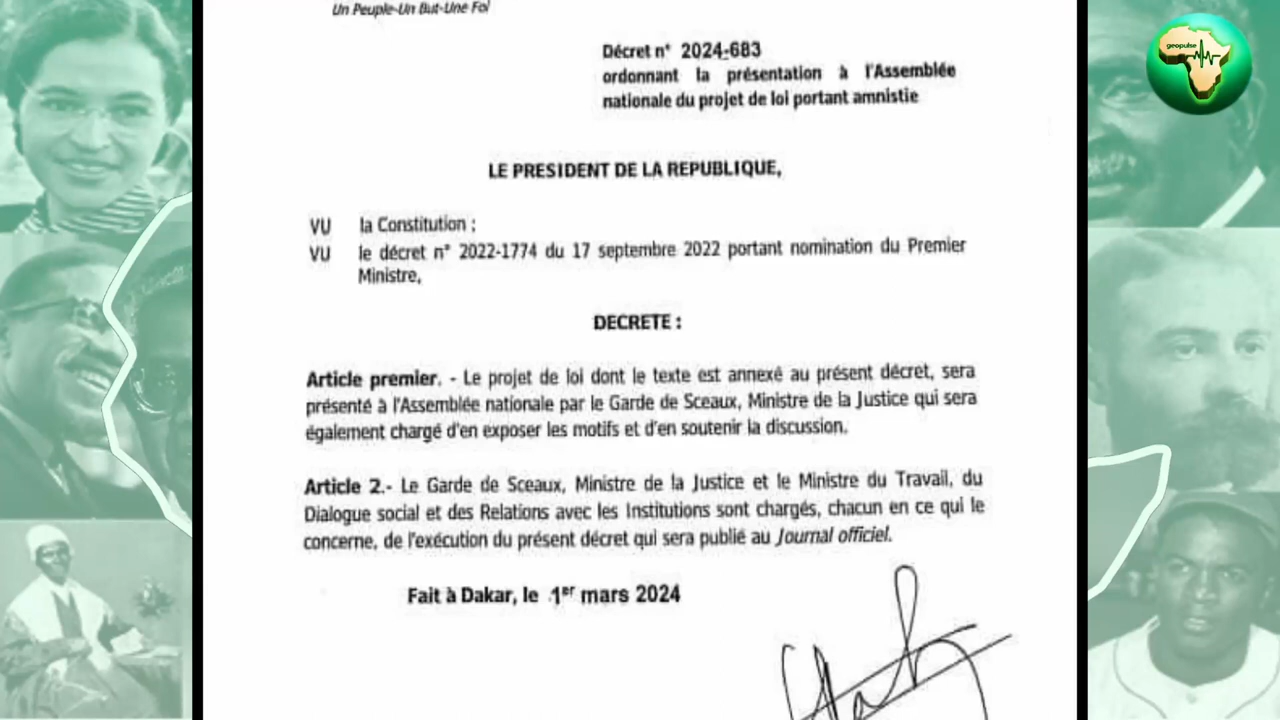 Un Peuple-Un But-Une Foi
geopulse
Décret n° 2024-683
ordonnant la présentation à l'Assemblée
nationale du projet de loi portant amnistie
LE PRESIDENT DE LA REPUBLIQUE,
VU la Constitution ;
VU le décret n° 2022-1774 du 17 septembre 2022 portant nomination du Premier
Ministre,
DECRETE :
Article premier. - Le projet de loi dont le texte est annexé au présent décret, sera
présenté à l'Assemblée nationale par le Garde de Sceaux, Ministre de la Justice qui sera
également chargé d'en exposer les motifs et d'en soutenir la discussion.
Article 2.- Le Garde de Sceaux, Ministre de la Justice et le Ministre du Travail, du
Dialogue social et des Relations avec les Institutions sont chargés, chacun en ce qui le
concerne, de l'exécution du présent décret qui sera publié au Journal officiel.
Fait à Dakar, le 1er mars 2024